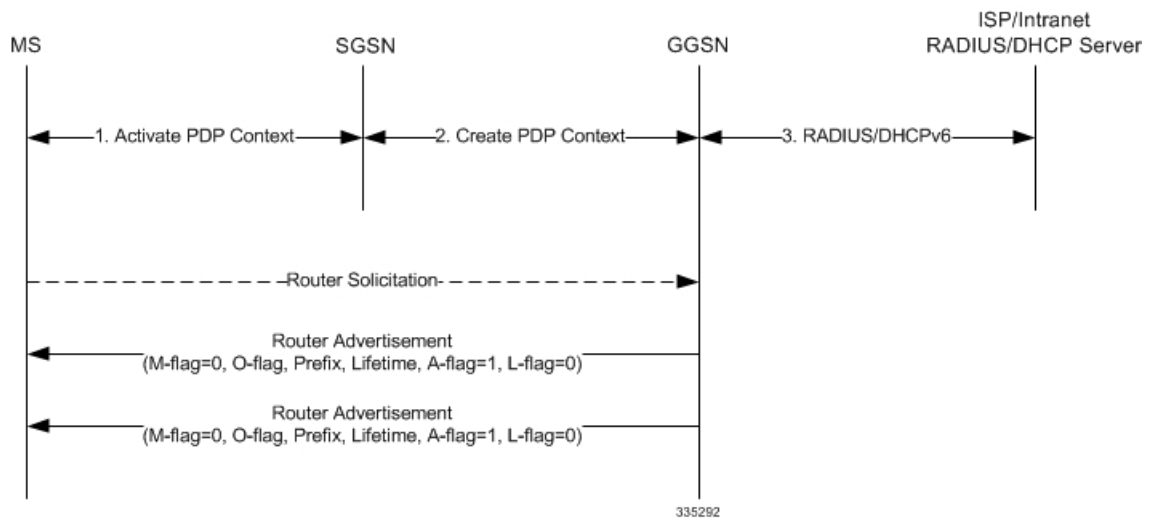 ISP/Intranet
MS
SGSN
GGSN
RADIUS/DHCP Server
1. Activate PDP Context
2. Create PDP Context
3. RADIUS/DHCPv6
Router Solicitation
Router Advertisement
(M-flag=0, O-flag, Prefix, Lifetime, A-flag=1, L-flag=0)
Router Advertisement
(M-flag=0, O-flag, Prefix, Lifetime, A-flag=1, L-flag=0)
335292